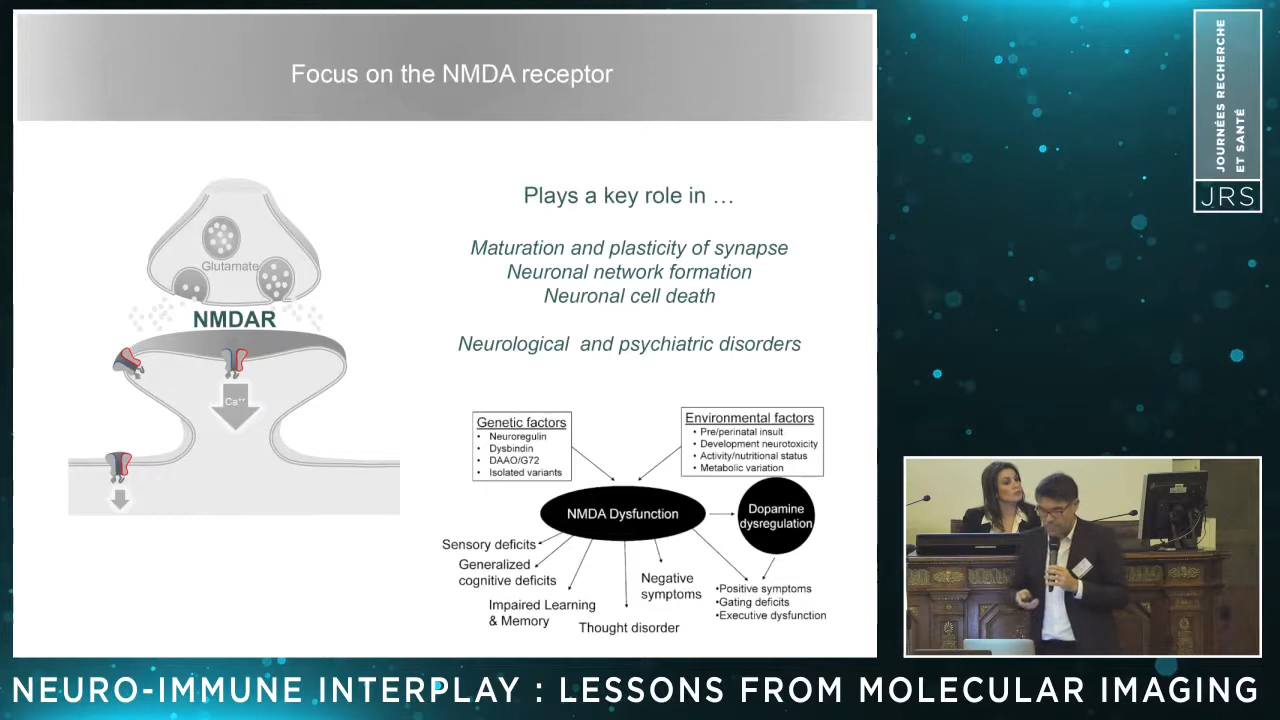 Focus on the NMDA receptor
JOURNÉES RECHERCHE
ET SANTÉ
JRS
Glutamate
NMDAR
Ca++
Plays a key role in …
Maturation and plasticity of synapse
Neuronal network formation
Neuronal cell death
Neurological and psychiatric disorders
Genetic factors
• Neuroregulin
• Dysbindin
• DAAO/G72
• Isolated variants
Environmental factors
• Pre/perinatal insult
• Development neurotoxicity
• Activity/nutritional status
• Metabolic variation
NMDA Dysfunction
Dopamine
dysregulation
Sensory deficits
Generalized
cognitive deficits
Impaired Learning
& Memory
Thought disorder
Negative
symptoms
•Positive symptoms
•Gating deficits
•Executive dysfunction
NEURO-IMMUNE INTERPLAY : LESSONS FROM MOLECULAR IMAGING